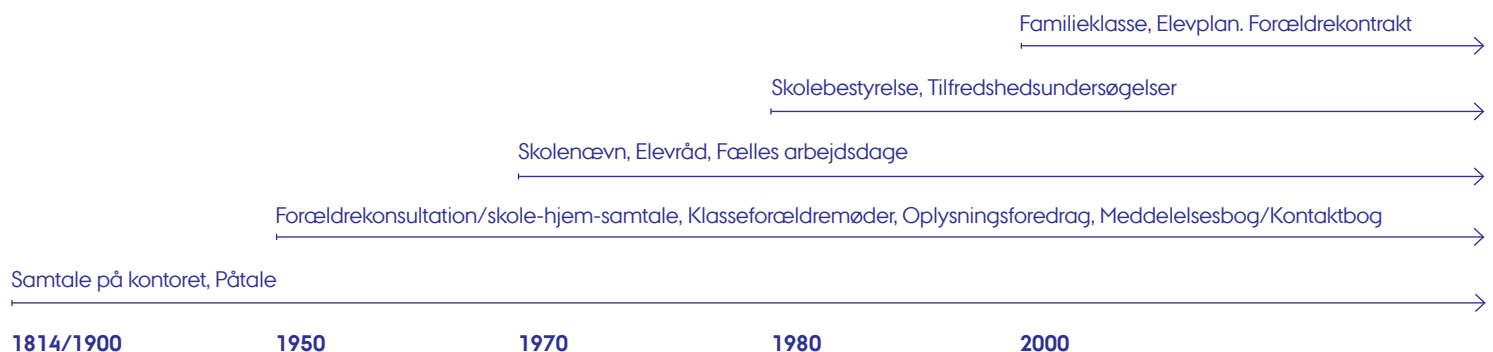 Familieklasse, Elevplan. Forældrekontrakt
Skolebestyrelse, Tilfredshedsundersøgelser
Skolenævn, Elevråd, Fælles arbejdsdage
Forældrekonsultation/skole-hjem-samtale, Klasseforældremøder, Oplysningsforedrag, Meddelelsesbog/Kontaktbog
Samtale på kontoret, Påtale
1814/1900 1950 1970 1980 2000